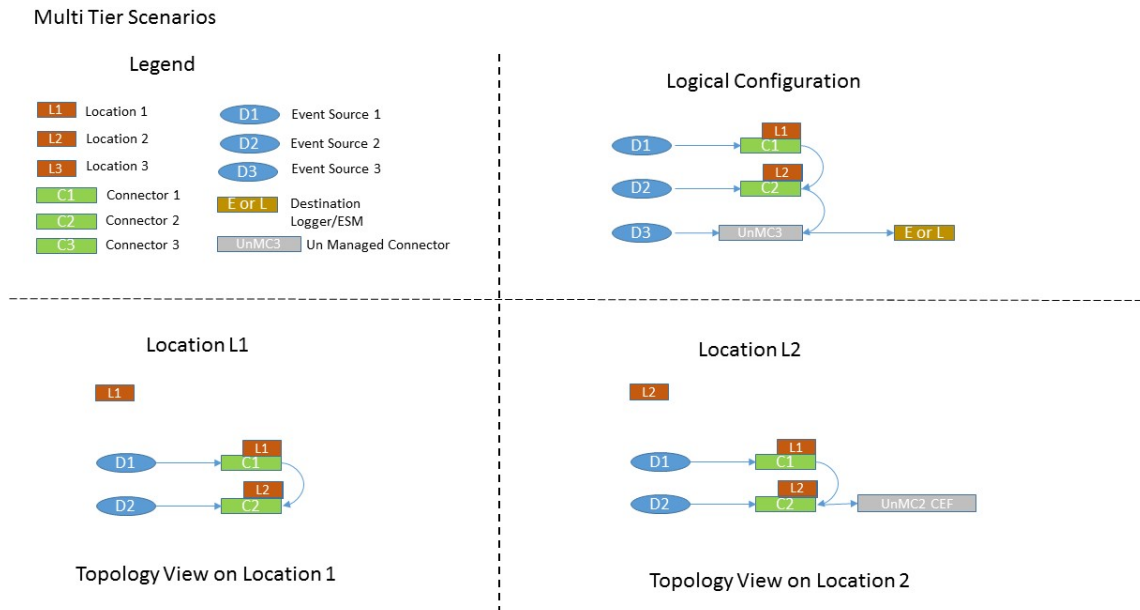 Multi Tier Scenarios
Legend
L1 Location 1
L2 Location 2
L3 Location 3
C1 Connector 1
C2 Connector 2
C3 Connector 3
D1 Event Source 1
D2 Event Source 2
D3 Event Source 3
E or L Destination
Logger/ESM
UnMC3 Un Managed Connector
Logical Configuration
L1
D1 C1
L2
D2 C2
D3 UnMC3 E or L
Location L1
L1
L1
D1 C1
L2
D2 C2
Topology View on Location 1
Location L2
L2
L1
D1 C1
L2
D2 C2 UnMC2 CEF
Topology View on Location 2